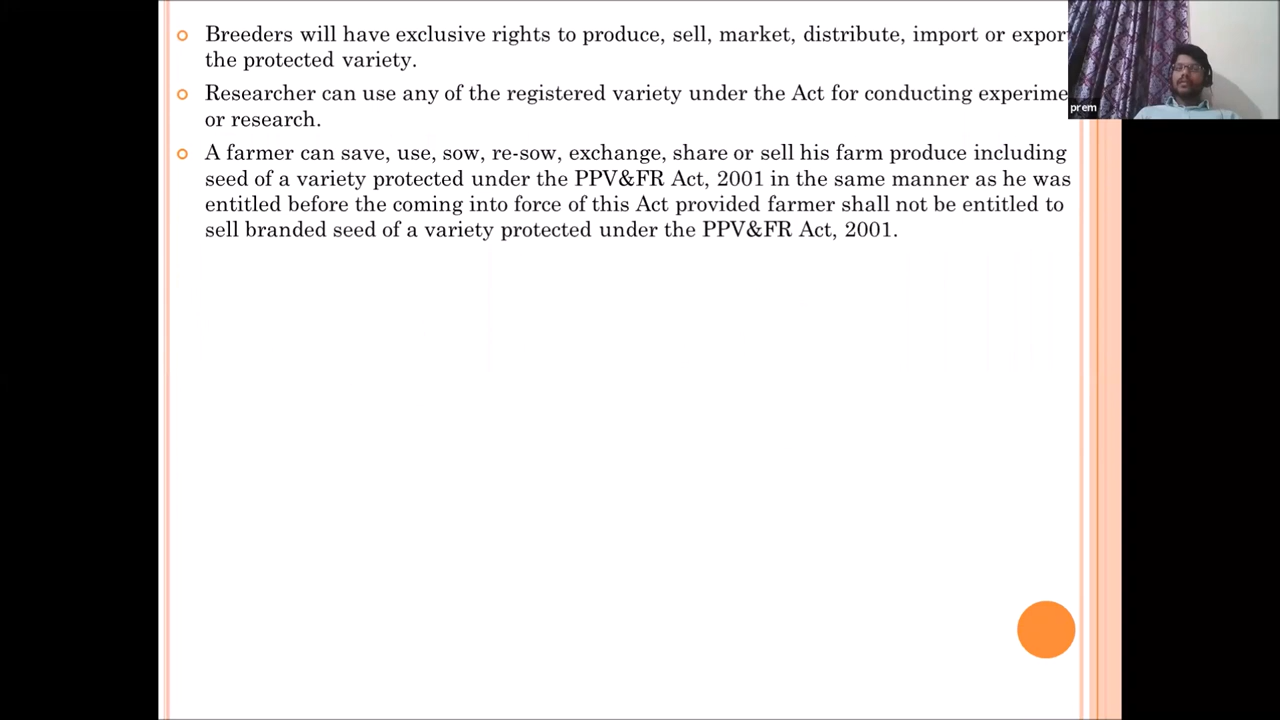 Breeders will have exclusive rights to produce, sell, market, distribute, import or export
the protected variety.
Researcher can use any of the registered variety under the Act for conducting experime
or research.
A farmer can save, use, sow, re-sow, exchange, share or sell his farm produce including
seed of a variety protected under the PPV&FR Act, 2001 in the same manner as he was
entitled before the coming into force of this Act provided farmer shall not be entitled to
sell branded seed of a variety protected under the PPV&FR Act, 2001.
prem